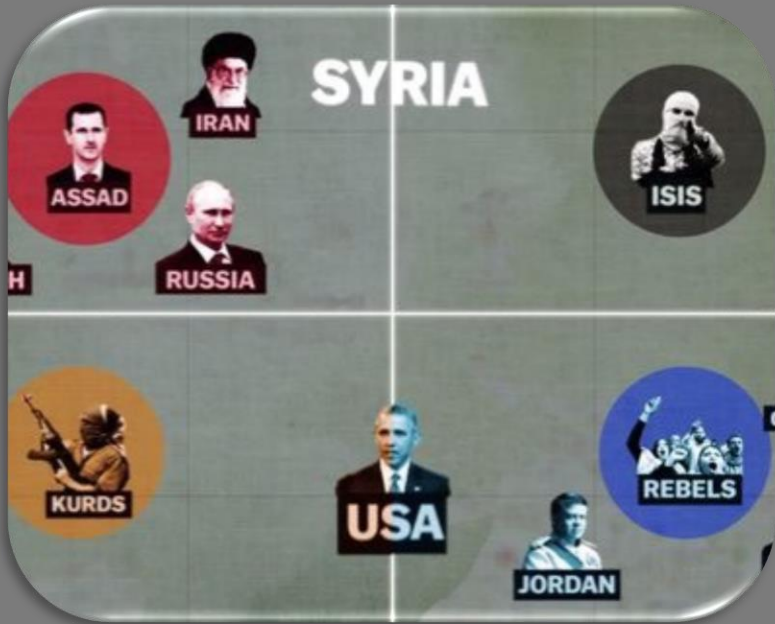 SYRIA
IRAN
ASSAD
ISIS
RUSSIA
H
KURDS
USA
REBELS
JORDAN